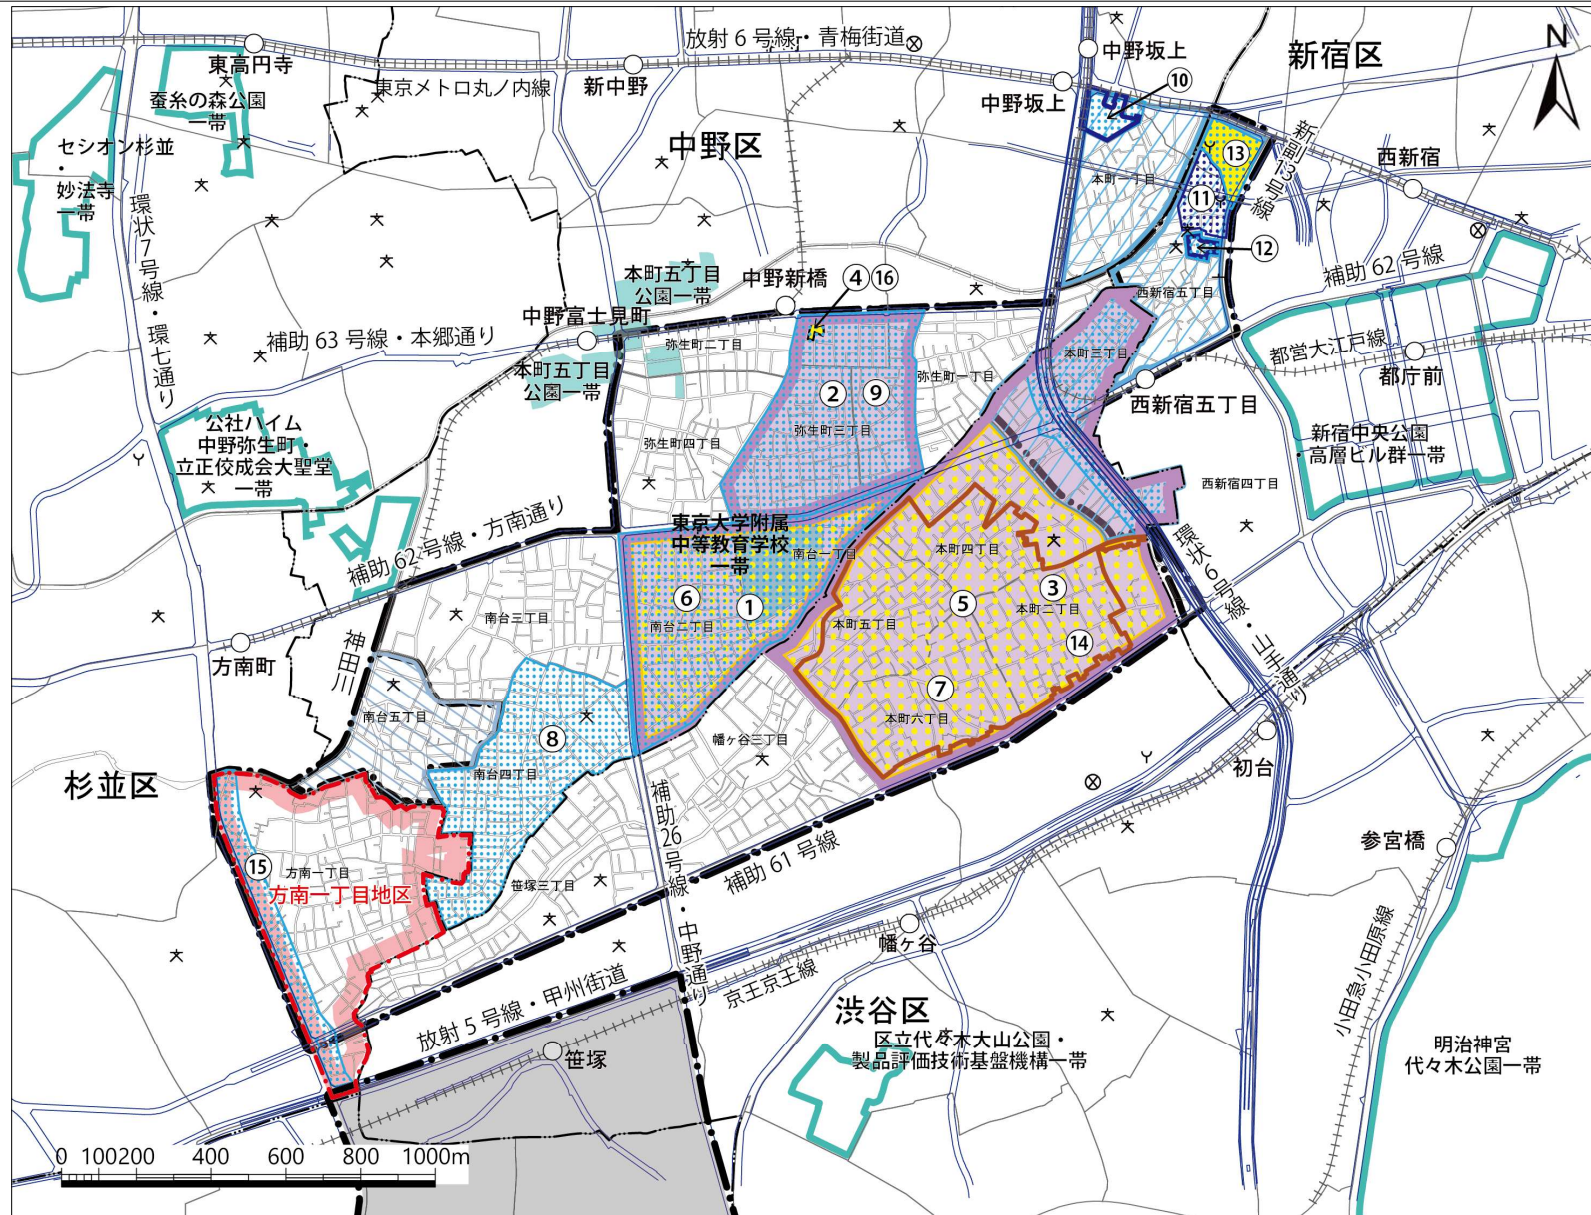 放射 6 号線・青梅街道
東高円寺
新中野
東京メトロ丸ノ内線
中野坂上
中野坂上
新宿区
N
⑩
蚕糸の森公園
一帯
セシオン杉並
・
妙法寺
一帯
中野区
本町一丁目
⑬
新副13号線
西新宿
⑪
⑫
環状7号線・環七通り
本町五丁目
公園一帯
中野新橋
④⑯
西新宿五丁目
補助 62 号線
中野富士見町
補助 63 号線・本郷通り
弥生町二丁目
本町五丁目
公園一帯
弥生町一丁目
本町三丁目
都営大江戸線
都庁前
②
⑨
西新宿五丁目
公社ハイム
中野弥生町・
立正佼成会大聖堂
一帯
弥生町四丁目
弥生町三丁目
新宿中央公園
・高層ビル群一帯
西新宿四丁目
補助 62 号線・方南通り
東京大学附属
中等教育学校
一帯
南台一丁目
本町四丁目
環状6号線・山手通り
⑥
①
⑤
③
本町二丁目
南台三丁目
南台二丁目
本町五丁目
⑭
神田川
方南町
⑦
本町六丁目
南台五丁目
⑧
幡ヶ谷三丁目
南台四丁目
初台
杉並区
補助26号線・中野通り
補助 61 号線
参宮橋
⑮
方南一丁目
方南一丁目地区
笹塚三丁目
幡ヶ谷
京王京王線
小田急小田原線
放射 5 号線・甲州街道
渋谷区
笹塚
区立代々木大山公園・
製品評価技術基盤機構一帯
明治神宮
代々木公園一帯
0 100200 400 600 800 1000m